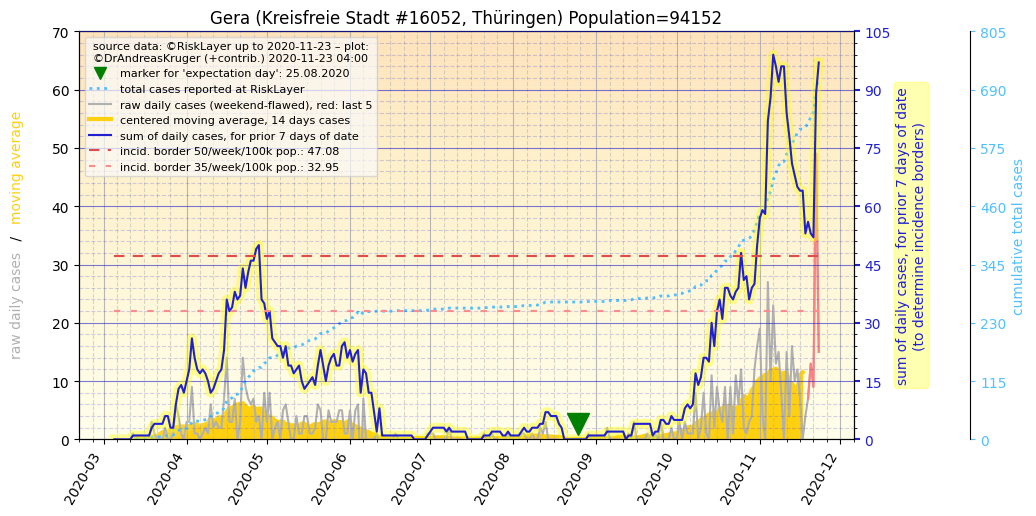 Gera (Kreisfreie Stadt #16052, Thüringen) Population=94152
source data: ©RiskLayer up to 2020-11-23 – plot:
©DrAndreasKruger (+contrib.) 2020-11-23 04:00
marker for 'expectation day': 25.08.2020
total cases reported at RiskLayer
raw daily cases (weekend-flawed), red: last 5
centered moving average, 14 days cases
sum of daily cases, for prior 7 days of date
incid. border 50/week/100k pop.: 47.08
incid. border 35/week/100k pop.: 32.95
raw daily cases / moving average
70
60
50
40
30
20
10
0
105
90
75
60
45
30
15
0
sum of daily cases, for prior 7 days of date
(to determine incidence borders)
805
690
575
460
345
230
115
0
cumulative total cases
2020-03
2020-04
2020-05
2020-06
2020-07
2020-08
2020-09
2020-10
2020-11
2020-12